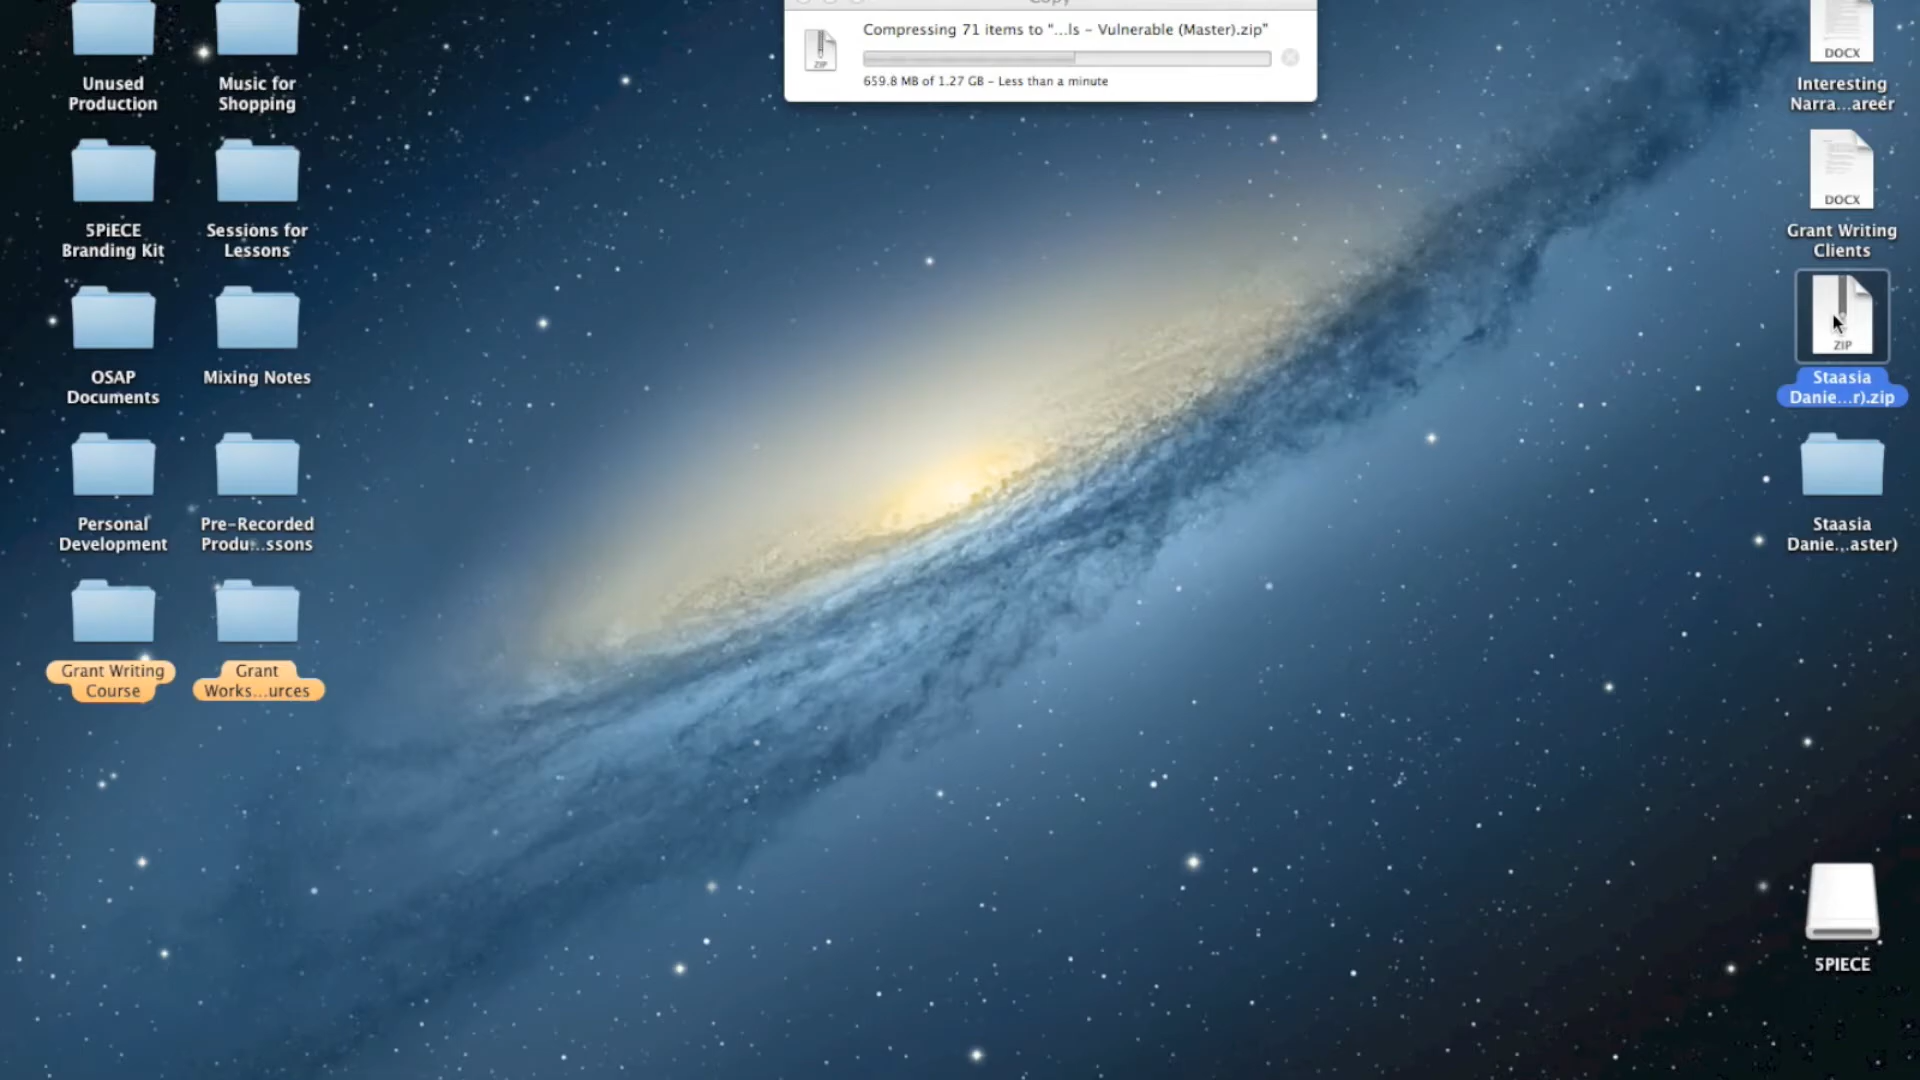 Copy
Compressing 71 items to “...ls – Vulnerable (Master).zip”
ZIP
659.8 MB of 1.27 GB – Less than a minute
Unused
Production
Music for
Shopping
5PiECE
Branding Kit
Sessions for
Lessons
OSAP
Documents
Mixing Notes
Personal
Development
Pre-Recorded
Produ...ssons
Grant Writing
Course
Grant
Works...urces
DOCX
Interesting
Narra...areer
DOCX
Grant Writing
Clients
ZIP
Staasia
Danie...r).zip
Staasia
Danie...aster)
5PIECE